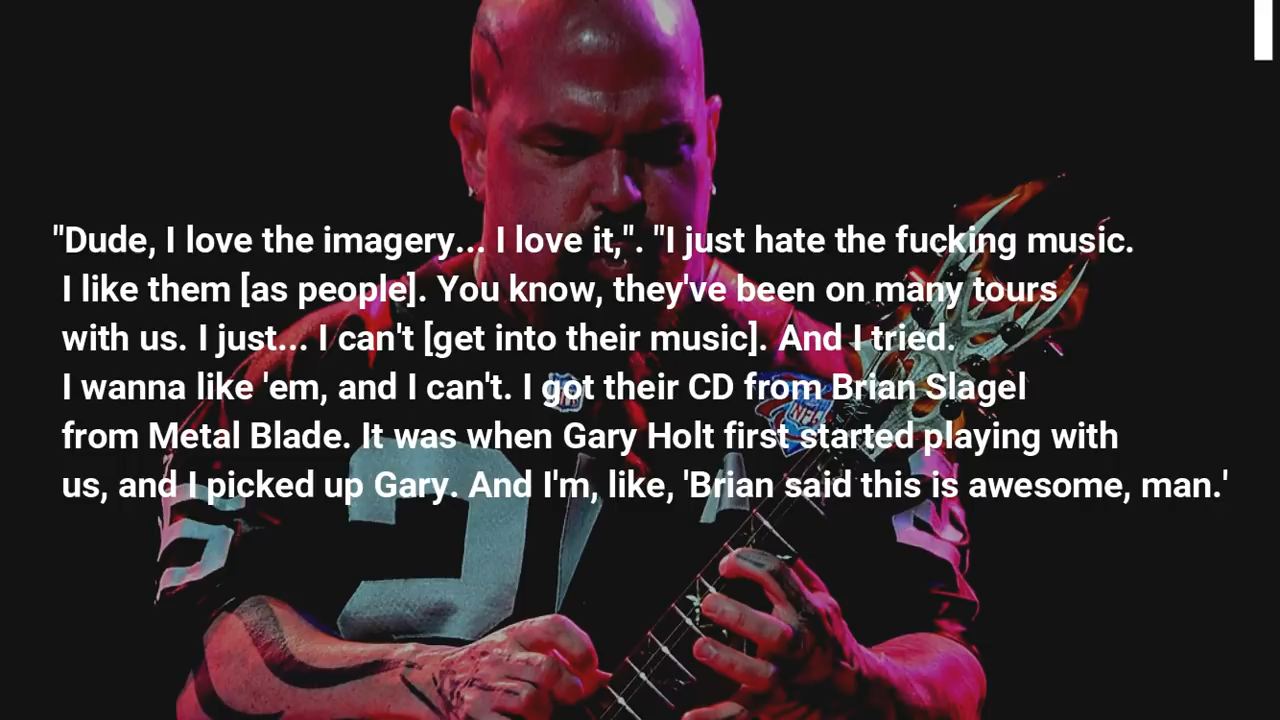 "Dude, I love the imagery... I love it,". "I just hate the fucking music.
I like them [as people]. You know, they've been on many tours
with us. I just... I can't [get into their music]. And I tried.
I wanna like 'em, and I can't. I got their CD from Brian Slagel
from Metal Blade. It was when Gary Holt first started playing with
us, and I picked up Gary. And I'm, like, 'Brian said this is awesome, man.'
NFL
2